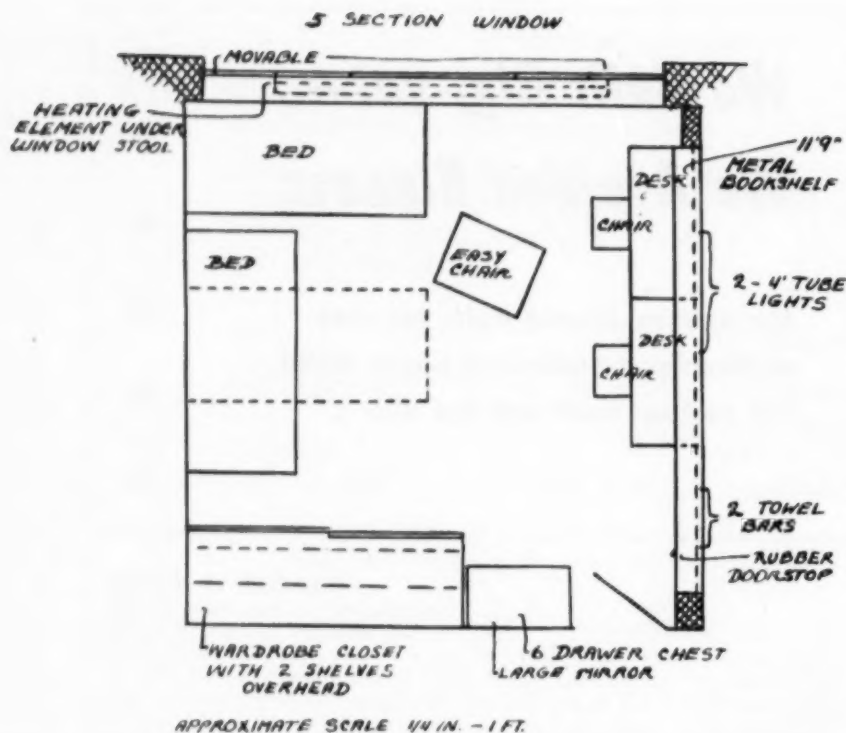 5 SECTION WINDOW
MOVABLE
HEATING
ELEMENT UNDER
WINDOW STOOL
BED
11'9"
METAL
BOOKSHELF
DESK
CHAIR
BED
EASY
CHAIR
2 - 4' TUBE
LIGHTS
DESK
CHAIR
2 TOWEL
BARS
RUBBER
DOORSTOP
WARDROBE CLOSET
WITH 2 SHELVES
OVERHEAD
6 DRAWER CHEST
LARGE MIRROR
APPROXIMATE SCALE 1/4 IN. - 1 FT.